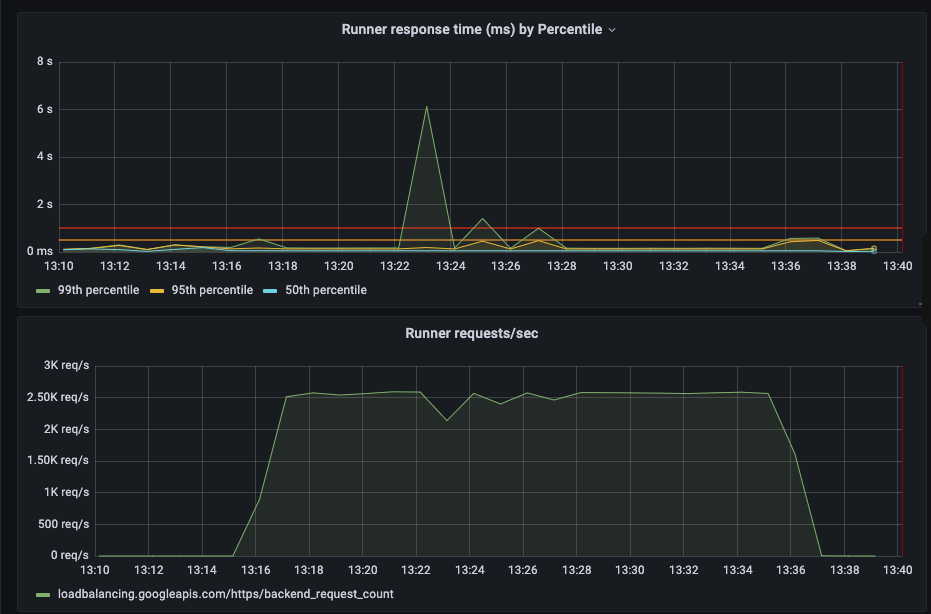 Runner response time (ms) by Percentile
8 s
6 s
4 s
2 s
0 ms
13:10 13:12 13:14 13:16 13:18 13:20 13:22 13:24 13:26 13:28 13:30 13:32 13:34 13:36 13:38 13:40
99th percentile 95th percentile 50th percentile
Runner requests/sec
3K req/s
2.50K req/s
2K req/s
1.50K req/s
1K req/s
500 req/s
0 req/s
13:10 13:12 13:14 13:16 13:18 13:20 13:22 13:24 13:26 13:28 13:30 13:32 13:34 13:36 13:38 13:40
loadbalancing.googleapis.com/https/backend_request_count